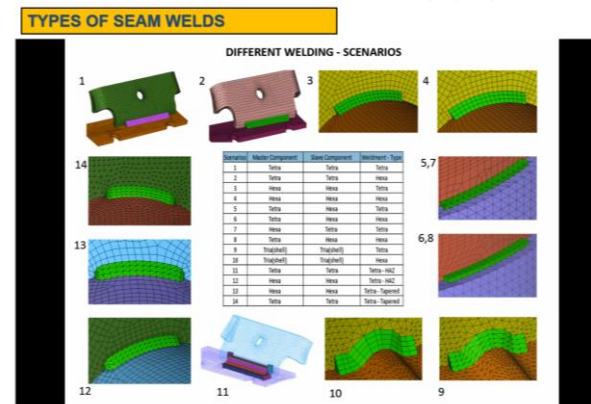 TYPES OF SEAM WELDS
DIFFERENT WELDING - SCENARIOS
1
2
3
4
Scenarios Master Component Slave Component Weldment - Type
1 Tetra Tetra Tetra
2 Tetra Tetra Hexa
3 Hexa Hexa Tetra
4 Hexa Hexa Hexa
5 Tetra Hexa Tetra
6 Tetra Hexa Hexa
7 Hexa Tetra Tetra
8 Tetra Hexa Hexa
9 Tria(shell) Tria(shell) Tetra
10 Tria(shell) Tria(shell) Hexa
11 Tetra Tetra Tetra - HAZ
12 Hexa Hexa Tetra - HAZ
13 Hexa Hexa Tetra - Tapered
14 Tetra Tetra Tetra - Tapered
14
5,7
13
6,8
12
11
10
9